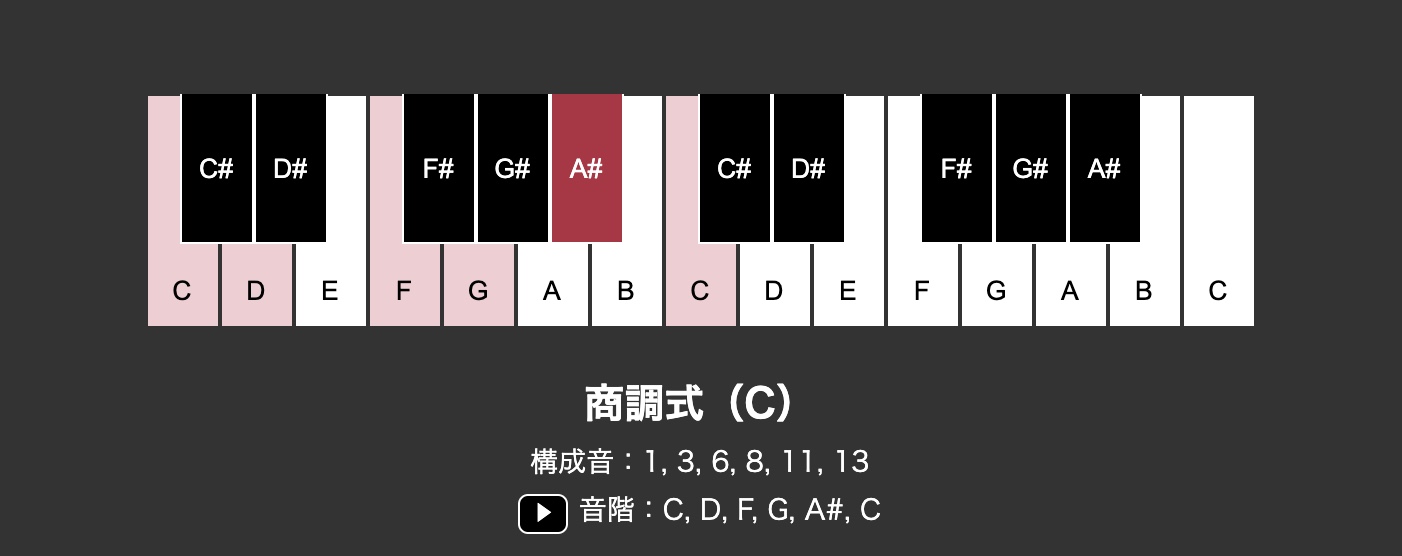 C# D# F# G# A# C# D# F# G# A#
C D E F G A B C D E F G A B C
商調式（C）
構成音：1, 3, 6, 8, 11, 13
音階：C, D, F, G, A#, C